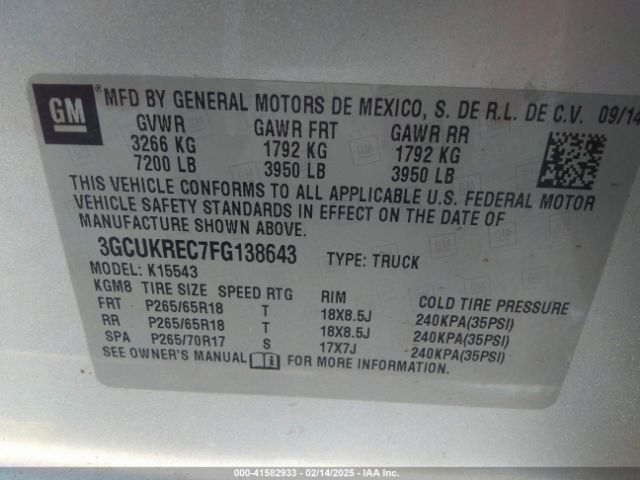 GM
® MFD BY GENERAL MOTORS DE MEXICO, S. DE R.L. DE C.V. 09/14
GVWR GAWR FRT GAWR RR
3266 KG 1792 KG 1792 KG
7200 LB 3950 LB 3950 LB
THIS VEHICLE CONFORMS TO ALL APPLICABLE U.S. FEDERAL MOTOR
VEHICLE SAFETY STANDARDS IN EFFECT ON THE DATE OF
MANUFACTURE SHOWN ABOVE.
3GCUKREC7FG138643 TYPE: TRUCK
MODEL: K15543
KGM8 TIRE SIZE SPEED RTG RIM COLD TIRE PRESSURE
FRT P265/65R18 T 18X8.5J 240KPA(35PSI)
RR P265/65R18 T 18X8.5J 240KPA(35PSI)
SPA P265/70R17 S 17X7J 240KPA(35PSI)
SEE OWNER'S MANUAL FOR MORE INFORMATION.
000-41582933 - 02/14/2025 - IAA Inc.